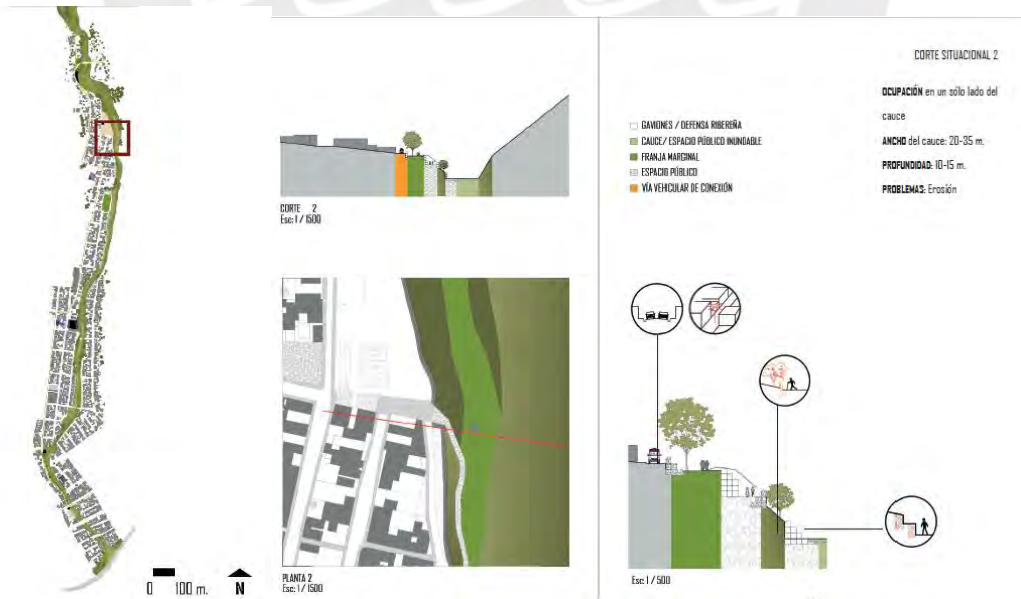 CORTE 2
Esc: 1 / 1500
PLANTA 2
Esc: 1 / 1500
0 100 m. N
CORTE SITUACIONAL 2
OCUPACIÓN en un sólo lado del
cauce
ANCHO del cauce: 20-35 m.
PROFUNDIDAD: 10-15 m.
PROBLEMAS: Erosión
GAVIONES / DEFENSA RIBEREÑA
CAUCE/ ESPACIO PÚBLICO INUNDABLE
FRANJA MARGINAL
ESPACIO PÚBLICO
VÍA VEHICULAR DE CONEXIÓN
Esc: 1 / 500